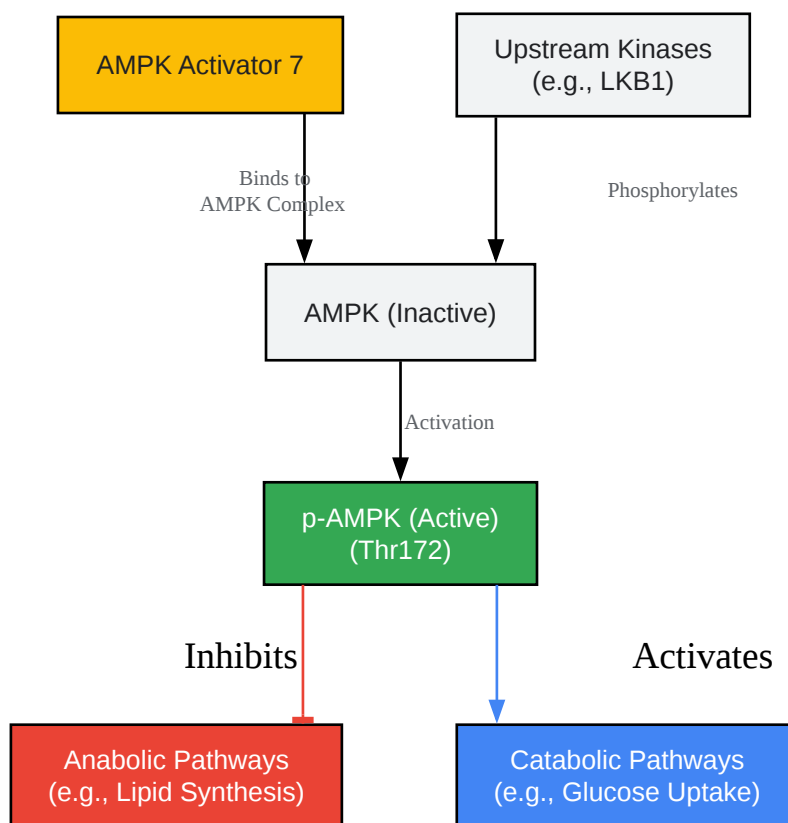 AMPK Activator 7
Upstream Kinases
(e.g., LKB1)
Binds to
AMPK Complex
Phosphorylates
AMPK (Inactive)
Activation
p-AMPK (Active)
(Thr172)
Inhibits
Activates
Anabolic Pathways
(e.g., Lipid Synthesis)
Catabolic Pathways
(e.g., Glucose Uptake)